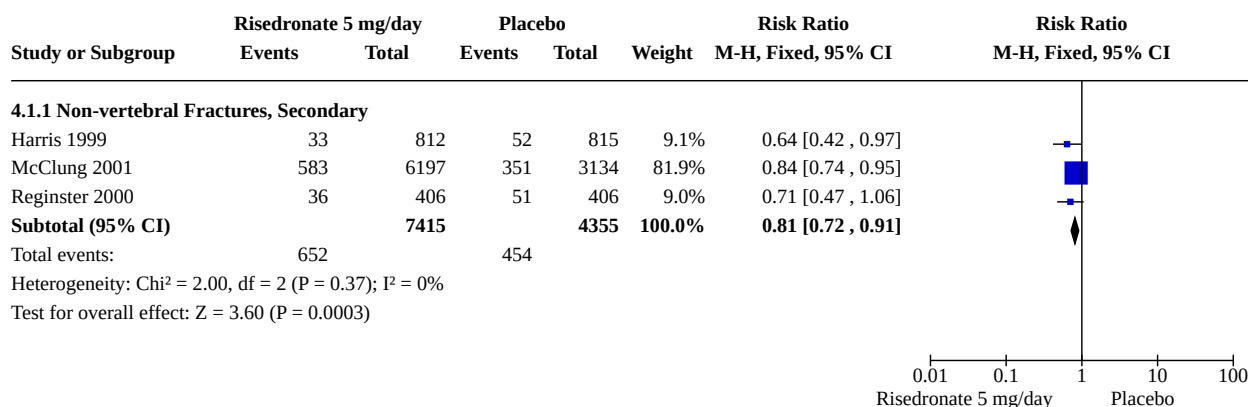 Risedronate 5 mg/day Placebo Risk Ratio Risk Ratio
Study or Subgroup Events Total Events Total Weight M-H, Fixed, 95% CI M-H, Fixed, 95% CI
4.1.1 Non-vertebral Fractures, Secondary
Harris 1999 33 812 52 815 9.1% 0.64 [0.42 , 0.97]
McClung 2001 583 6197 351 3134 81.9% 0.84 [0.74 , 0.95]
Reginster 2000 36 406 51 406 9.0% 0.71 [0.47 , 1.06]
Subtotal (95% CI) 7415 4355 100.0% 0.81 [0.72 , 0.91]
Total events: 652 454
Heterogeneity: Chi² = 2.00, df = 2 (P = 0.37); I² = 0%
Test for overall effect: Z = 3.60 (P = 0.0003)
0.01 0.1 1 10 100
Risedronate 5 mg/day Placebo